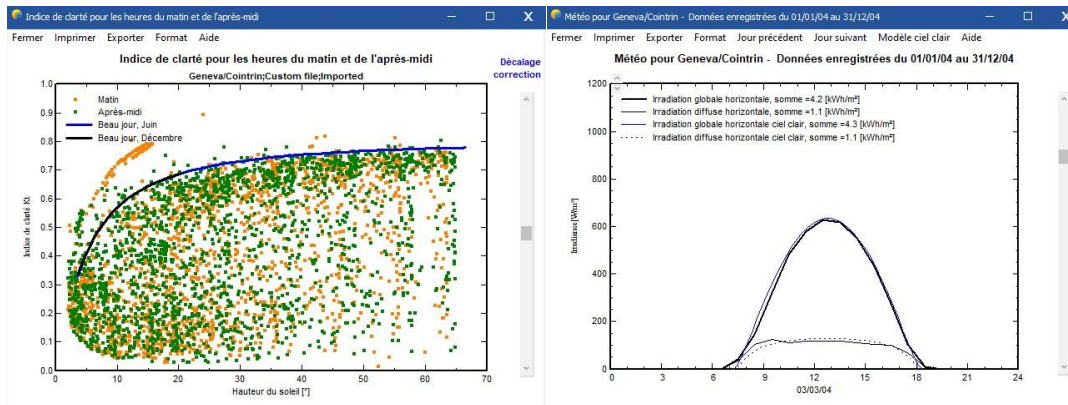 Indice de clarté pour les heures du matin et de l'après-midi
Fermer Imprimer Exporter Format Aide
Indice de clarté pour les heures du matin et de l'après-midi
Geneva/Cointrin;Custom file;Imported
Décalage
correction
Matin
Après-midi
Beau jour, Juin
Beau jour, Décembre
Indice de clarté Kt
1.0
0.9
0.8
0.7
0.6
0.5
0.4
0.3
0.2
0.1
0.0
0 10 20 30 40 50 60 70
Hauteur du soleil [°]
Météo pour Geneva/Cointrin - Données enregistrées du 01/01/04 au 31/12/04
Fermer Imprimer Exporter Format Jour précédent Jour suivant Modèle ciel clair Aide
Météo pour Geneva/Cointrin - Données enregistrées du 01/01/04 au 31/12/04
Irradiation globale horizontale, somme =4.2 [kWh/m²]
Irradiation diffuse horizontale, somme =1.1 [kWh/m²]
Irradiation globale horizontale ciel clair, somme =4.3 [kWh/m²]
Irradiation diffuse horizontale ciel clair, somme =1.1 [kWh/m²]
Irradiance[W/m²]
1200
1000
800
600
400
200
0
0 3 6 9 12 15 18 21 24
03/03/04